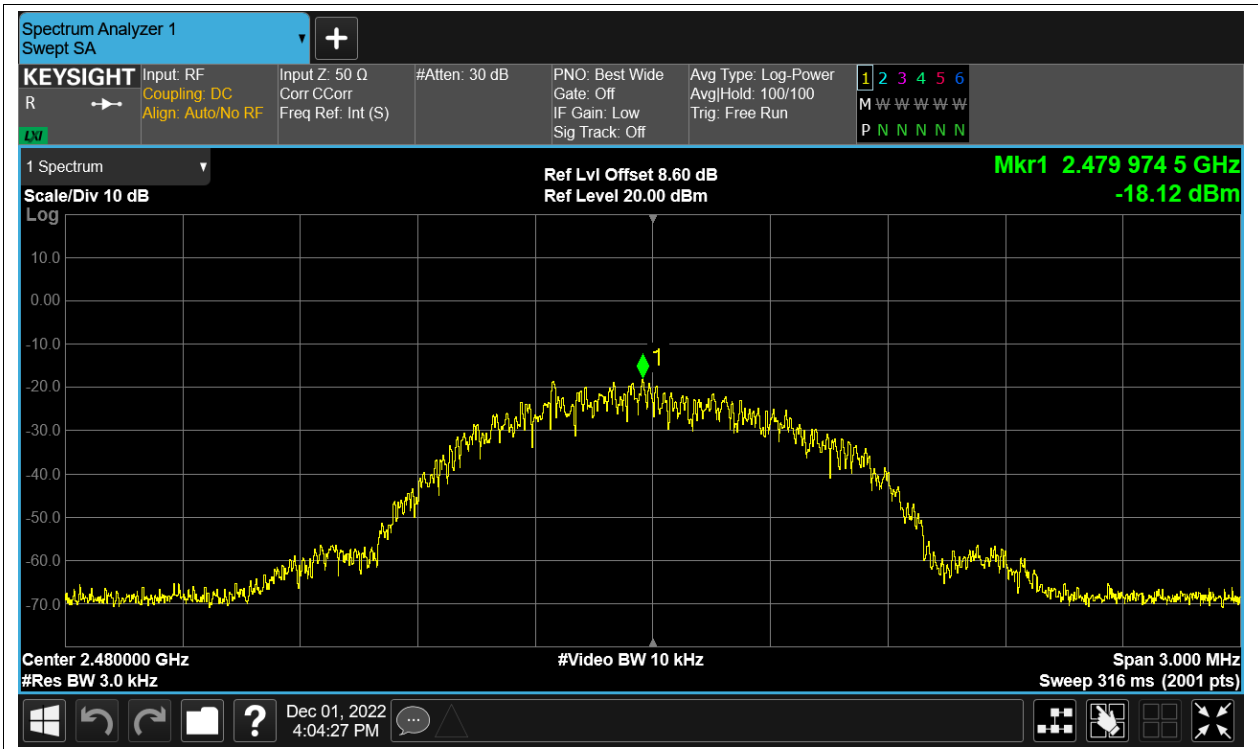 Spectrum Analyzer 1
Swept SA
KEYSIGHT
R
LXI
Input: RF
Coupling: DC
Align: Auto/No RF
Input Z: 50 Ω
Corr CCorr
Freq Ref: Int (S)
#Atten: 30 dB
PNO: Best Wide
Gate: Off
IF Gain: Low
Sig Track: Off
Avg Type: Log-Power
Avg|Hold: 100/100
Trig: Free Run
1 2 3 4 5 6
M W W W W W
P N N N N N
1 Spectrum
Scale/Div 10 dB
Log
Ref Lvl Offset 8.60 dB
Ref Level 20.00 dBm
Mkr1 2.479 974 5 GHz
-18.12 dBm
10.0
0.00
-10.0
-20.0
-30.0
-40.0
-50.0
-60.0
-70.0
1
Center 2.480000 GHz
#Res BW 3.0 kHz
#Video BW 10 kHz
Span 3.000 MHz
Sweep 316 ms (2001 pts)
?
Dec 01, 2022
4:04:27 PM